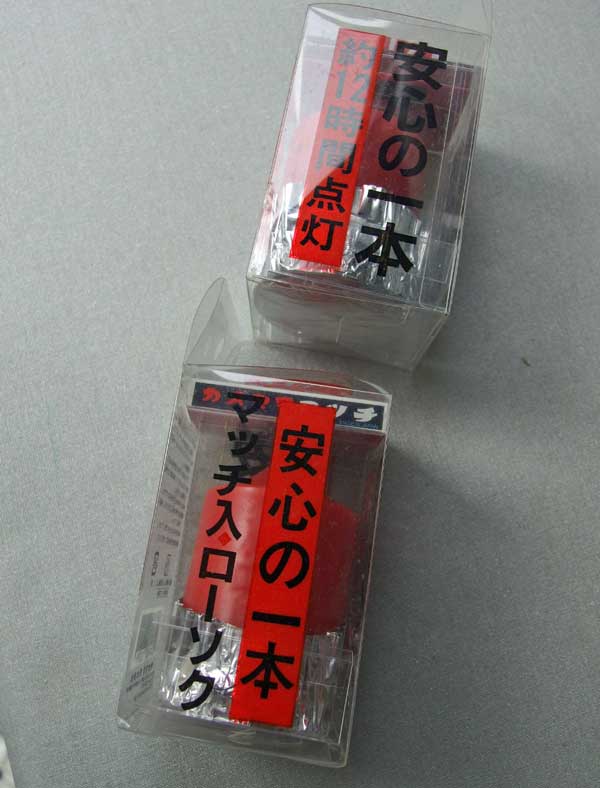 安心の一本
約12時間点灯
安心の一本
マッチ入・ローソク